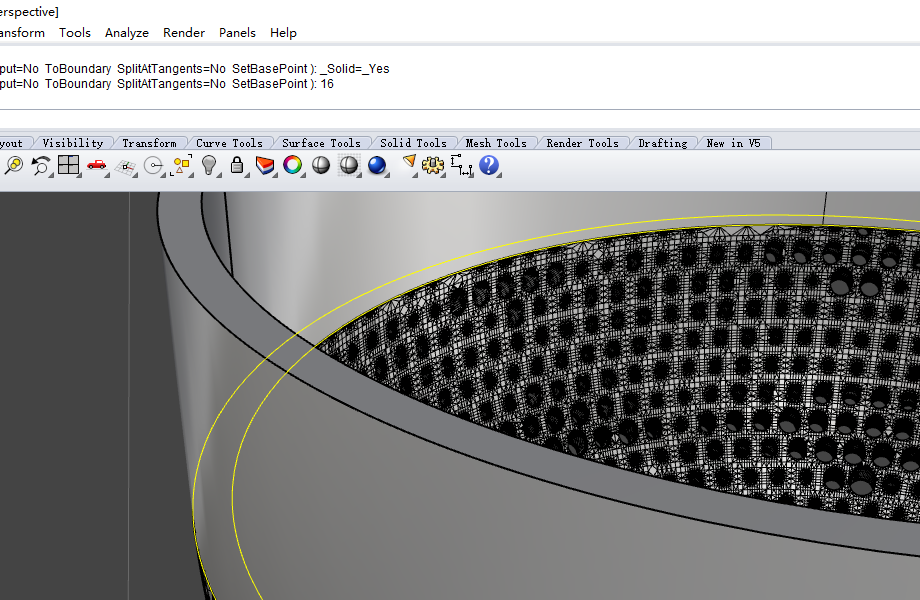 erspective]
ansform Tools Analyze Render Panels Help
put=No ToBoundary SplitAtTangents=No SetBasePoint ): _Solid=_Yes
put=No ToBoundary SplitAtTangents=No SetBasePoint ): 16
yout Visibility Transform Curve Tools Surface Tools Solid Tools Mesh Tools Render Tools Drafting New in V5